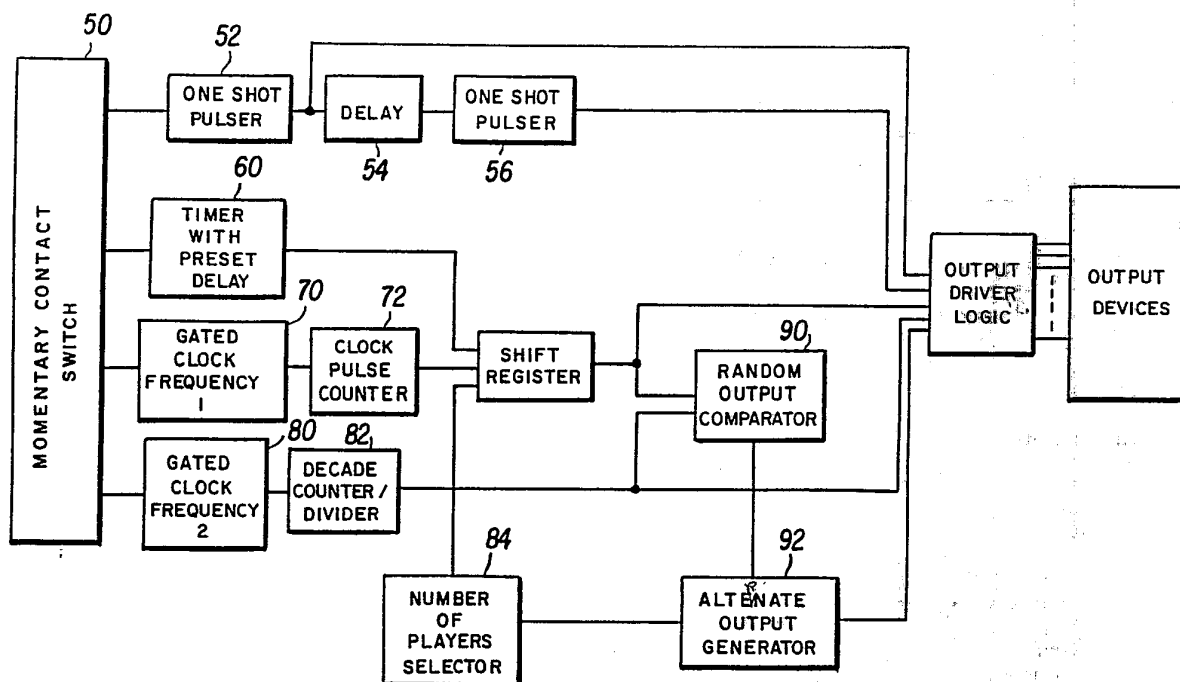 50
52
ONE SHOT
PULSER
DELAY
54
ONE SHOT
PULSER
56
MOMENTARY CONTACT
SWITCH
60
TIMER
WITH
PRESET
DELAY
70
GATED
CLOCK
FREQUENCY
1
72
CLOCK
PULSE
COUNTER
SHIFT
REGISTER
80
GATED
CLOCK
FREQUENCY
2
82
DECADE
COUNTER/
DIVIDER
84
NUMBER
OF
PLAYERS
SELECTOR
90
RANDOM
OUTPUT
COMPARATOR
92
R
ALTENATE
OUTPUT
GENERATOR
OUTPUT
DRIVER
LOGIC
OUTPUT
DEVICES